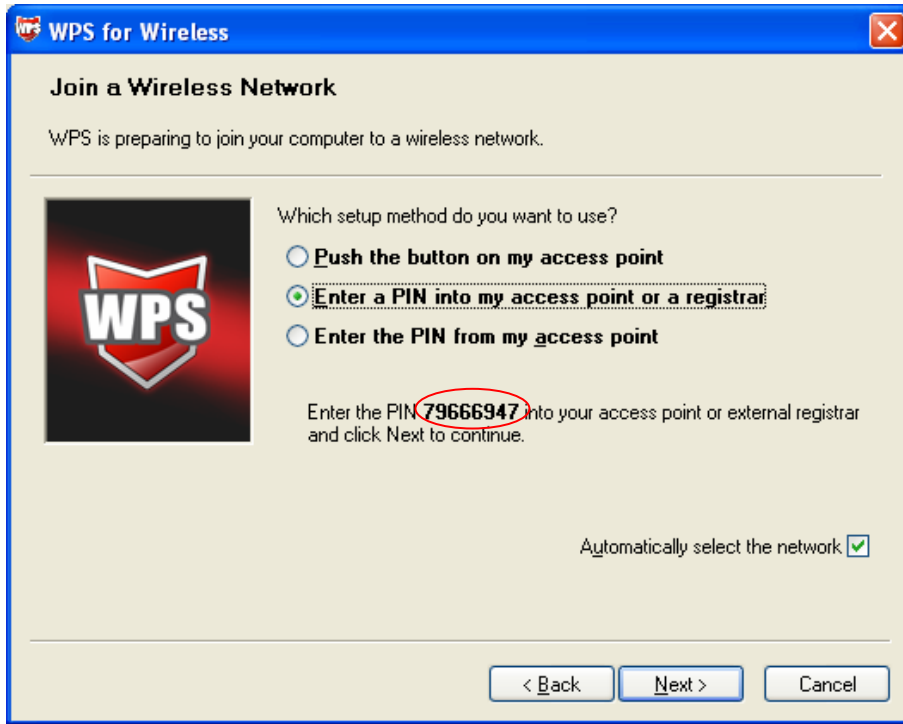 WPS WPS for Wireless
Join a Wireless Network
WPS is preparing to join your computer to a wireless network.
Which setup method do you want to use?
Push the button on my access point
Enter a PIN into my access point or a registrar
Enter the PIN from my access point
WPS
Enter the PIN 79666947 into your access point or external registrar
and click Next to continue.
Automatically select the network
< Back
Next >
Cancel